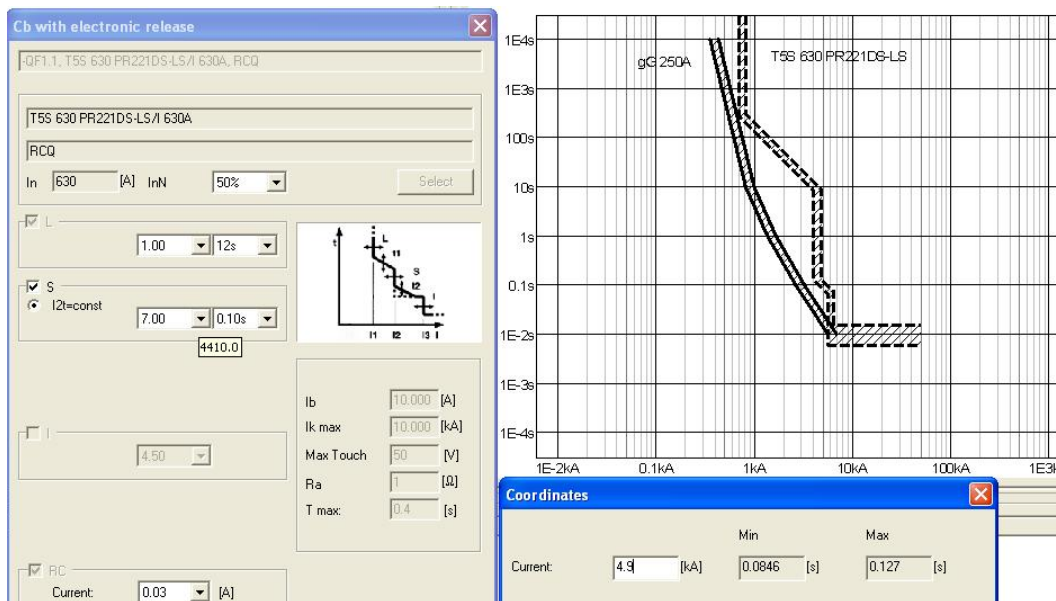 Cb with electronic release
-QF1.1, T5S 630 PR221DS-LS/I 630A, RCQ
T5S 630 PR221DS-LS/I 630A
RCQ
In 630 [A] InN 50% Select
L
1.00 12s
S
I2t=const
7.00 0.10s
4410.0
I
4.50
RC
Current: 0.03 [A]
t
L
t1
S
t2
I
I1 I2 I3 I
Ib 10.000 [A]
Ik max 10.000 [kA]
Max Touch 50 [V]
Ra 1 [Ω]
T max: 0.4 [s]
gG 250A
T5S 630 PR221DS-LS
1E4s
1E3s
100s
10s
1s
0.1s
1E-2s
1E-3s
1E-4s
1E-2kA 0.1kA 1kA 10kA 100kA
Coordinates
Min Max
Current: 4.9 [kA] 0.0846 [s] 0.127 [s]